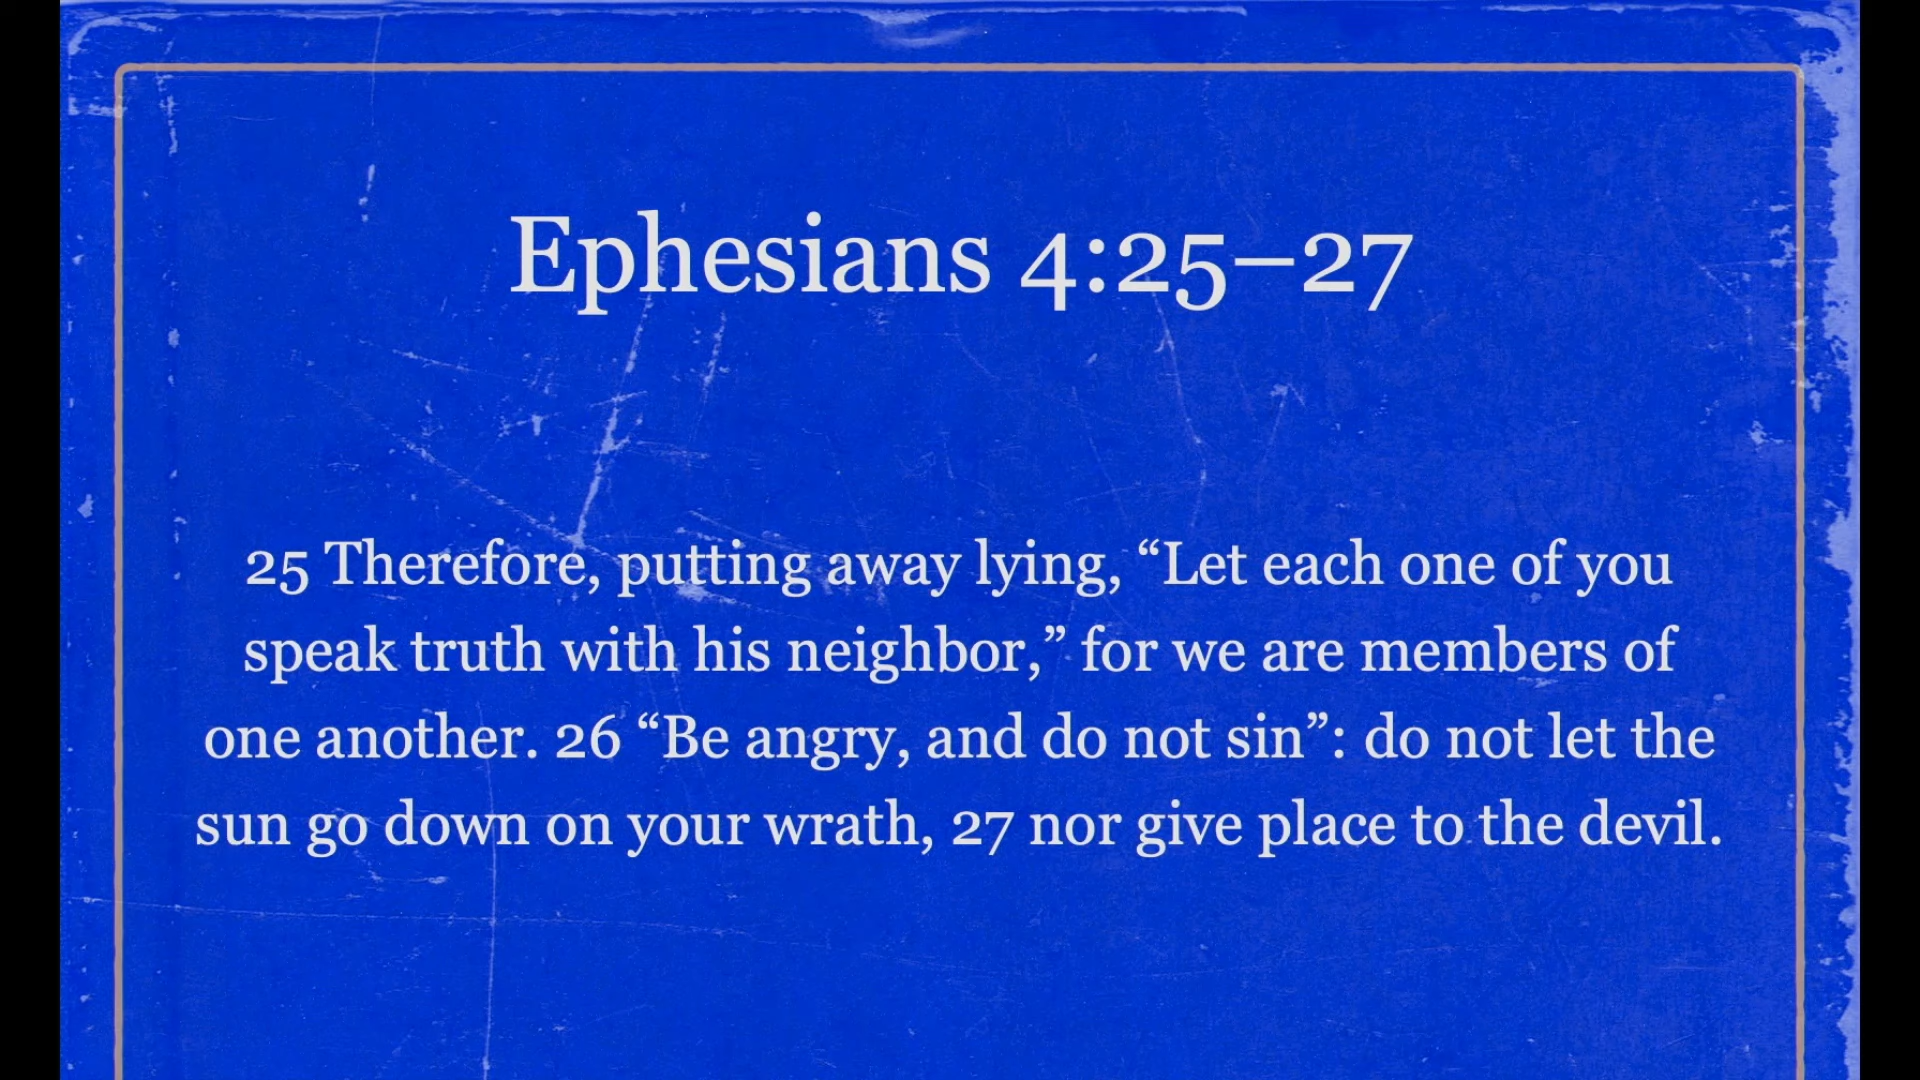 Ephesians 4:25–27
25 Therefore, putting away lying, “Let each one of you
speak truth with his neighbor,” for we are members of
one another. 26 “Be angry, and do not sin”: do not let the
sun go down on your wrath, 27 nor give place to the devil.